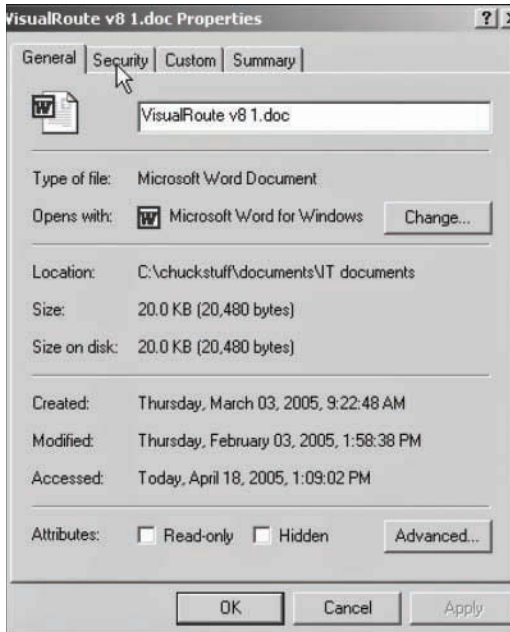 VisualRoute v8 1.doc Properties
General Security Custom Summary
VisualRoute v8 1.doc
Type of file: Microsoft Word Document
Opens with: Microsoft Word for Windows Change...
Location: C:\chuckstuff\documents\IT documents
Size: 20.0 KB (20,480 bytes)
Size on disk: 20.0 KB (20,480 bytes)
Created: Thursday, March 03, 2005, 9:22:48 AM
Modified: Thursday, February 03, 2005, 1:58:38 PM
Accessed: Today, April 18, 2005, 1:09:02 PM
Attributes: Read-only Hidden Advanced...
OK Cancel Apply